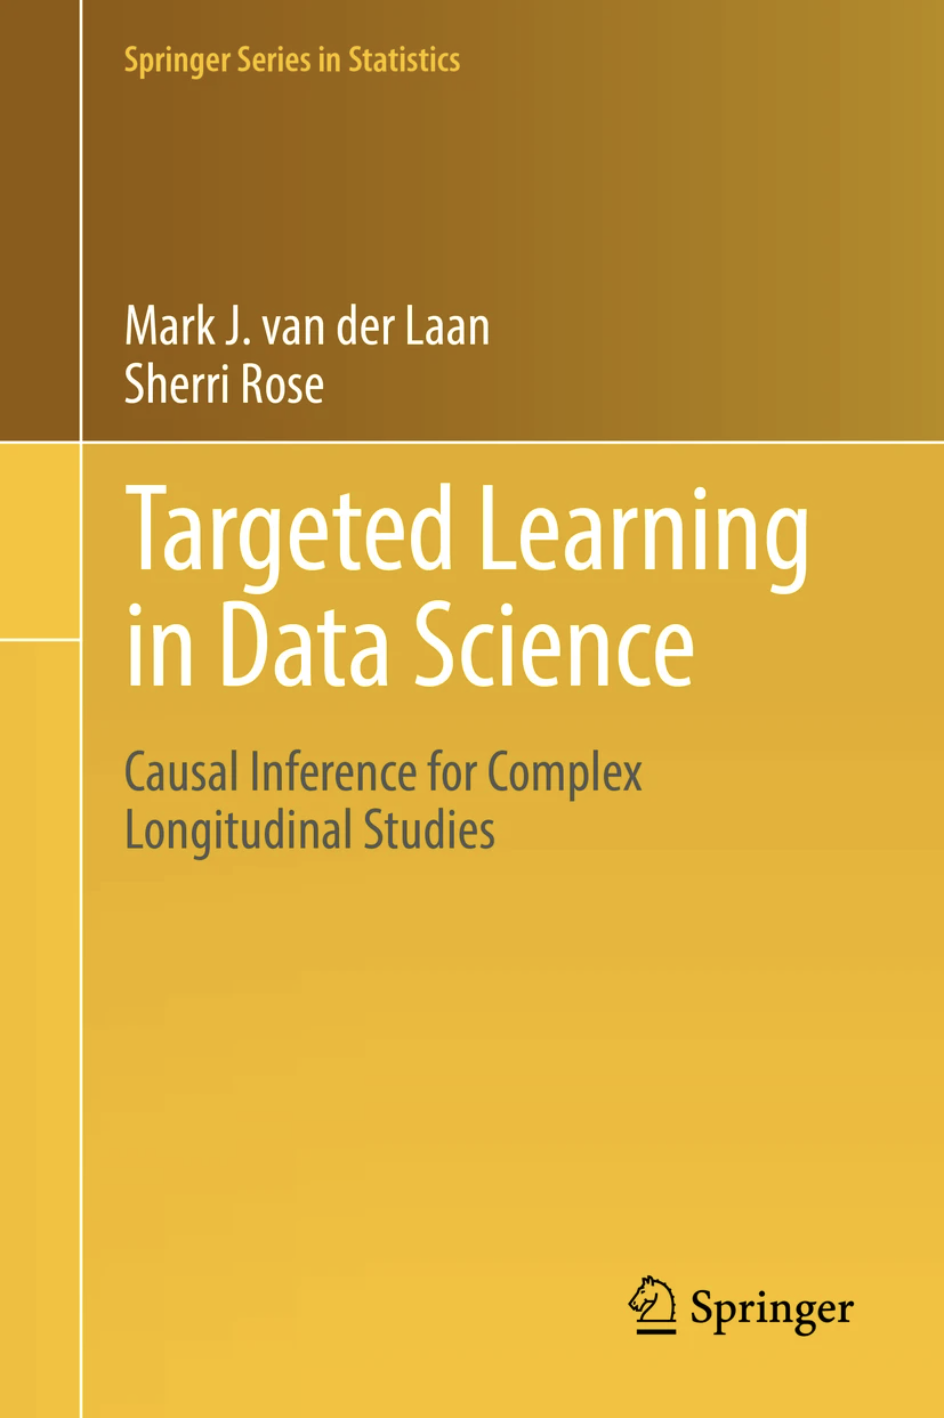 Springer Series in Statistics
Mark J. van der Laan
Sherri Rose
Targeted Learning
in Data Science
Causal Inference for Complex
Longitudinal Studies
Springer